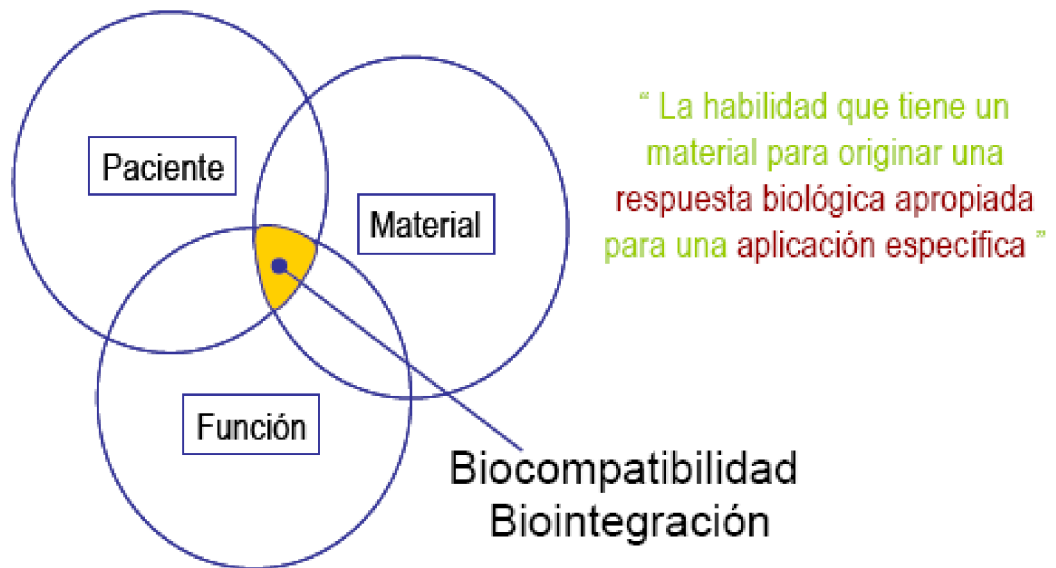 Paciente
Material
Función
Biocompatibilidad
Biointegración
“ La habilidad que tiene un
material para originar una
respuesta biológica apropiada
para una aplicación específica ”